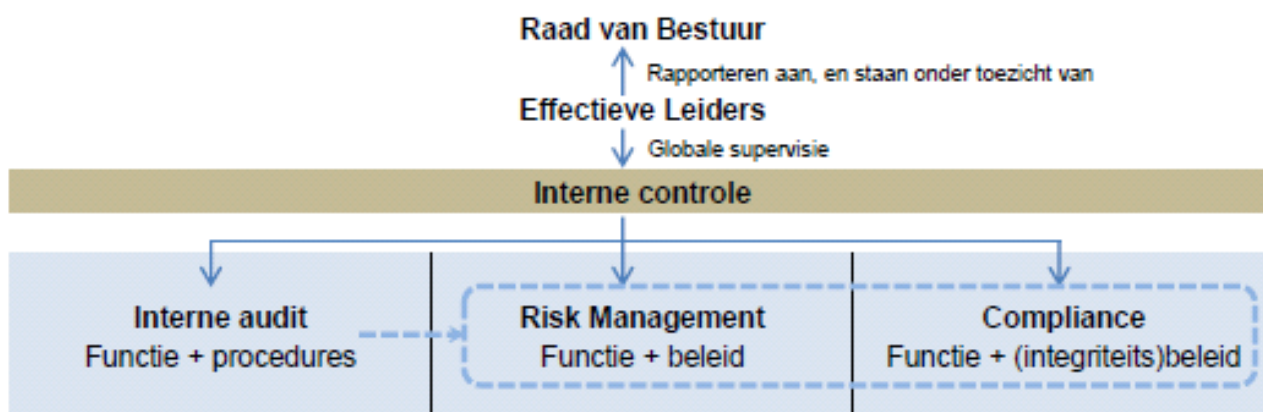 Raad van Bestuur
Rapporteren aan, en staan onder toezicht van
Effectieve Leiders
Globale supervisie
Interne controle
Interne audit
Functie + procedures
Risk Management
Functie + beleid
Compliance
Functie + (integriteits)beleid